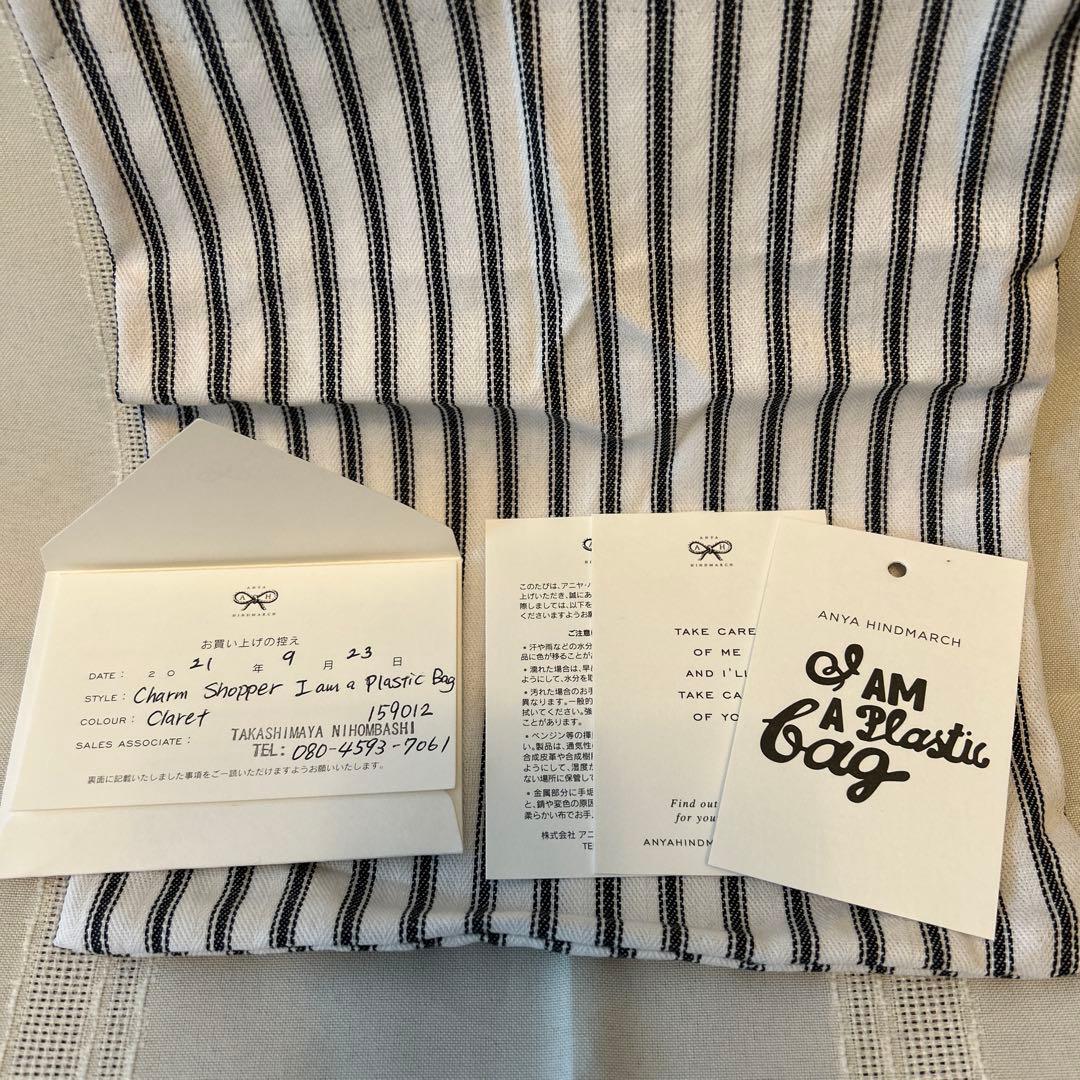 ANYA
A H
HINDMARCH
お買い上げの控え
DATE: 2021年 9月 23日
STYLE: Charm Shopper I am a Plastic Bag
COLOUR: Claret 159012
SALES ASSOCIATE: TAKASHIMAYA NIHOMBASHI
TEL: 080-4593-7061
裏面に記載いたしました事項をご一読いただけますようお願いいたします。
このたびは、アニヤ・
上げいただき、誠にあ
際しましては、以下を
くださいますようお願
ご注意
・汗や雨などの水分
品に色が移ることが
・濡れた場合は、早
ようにして、水分を
・汚れた場合のお手
異なります。一般的
拭いてください。強
ことがあります。
・ベンジン等の揮
い。製品は、通気性
合成皮革や合成樹
ようにして、湿度
ない場所に保管して
・金属部分に手垢
と、錆や変色の原因
柔らかい布でお手
株式会社 アニ
TE
ANYA
A H
HINDMARCH
TAKE CARE
OF ME
AND I'LL
TAKE CA
OF YO
Find out
for you
ANYAHINDM
ANYA HINDMARCH
I AM
A Plastic
bag